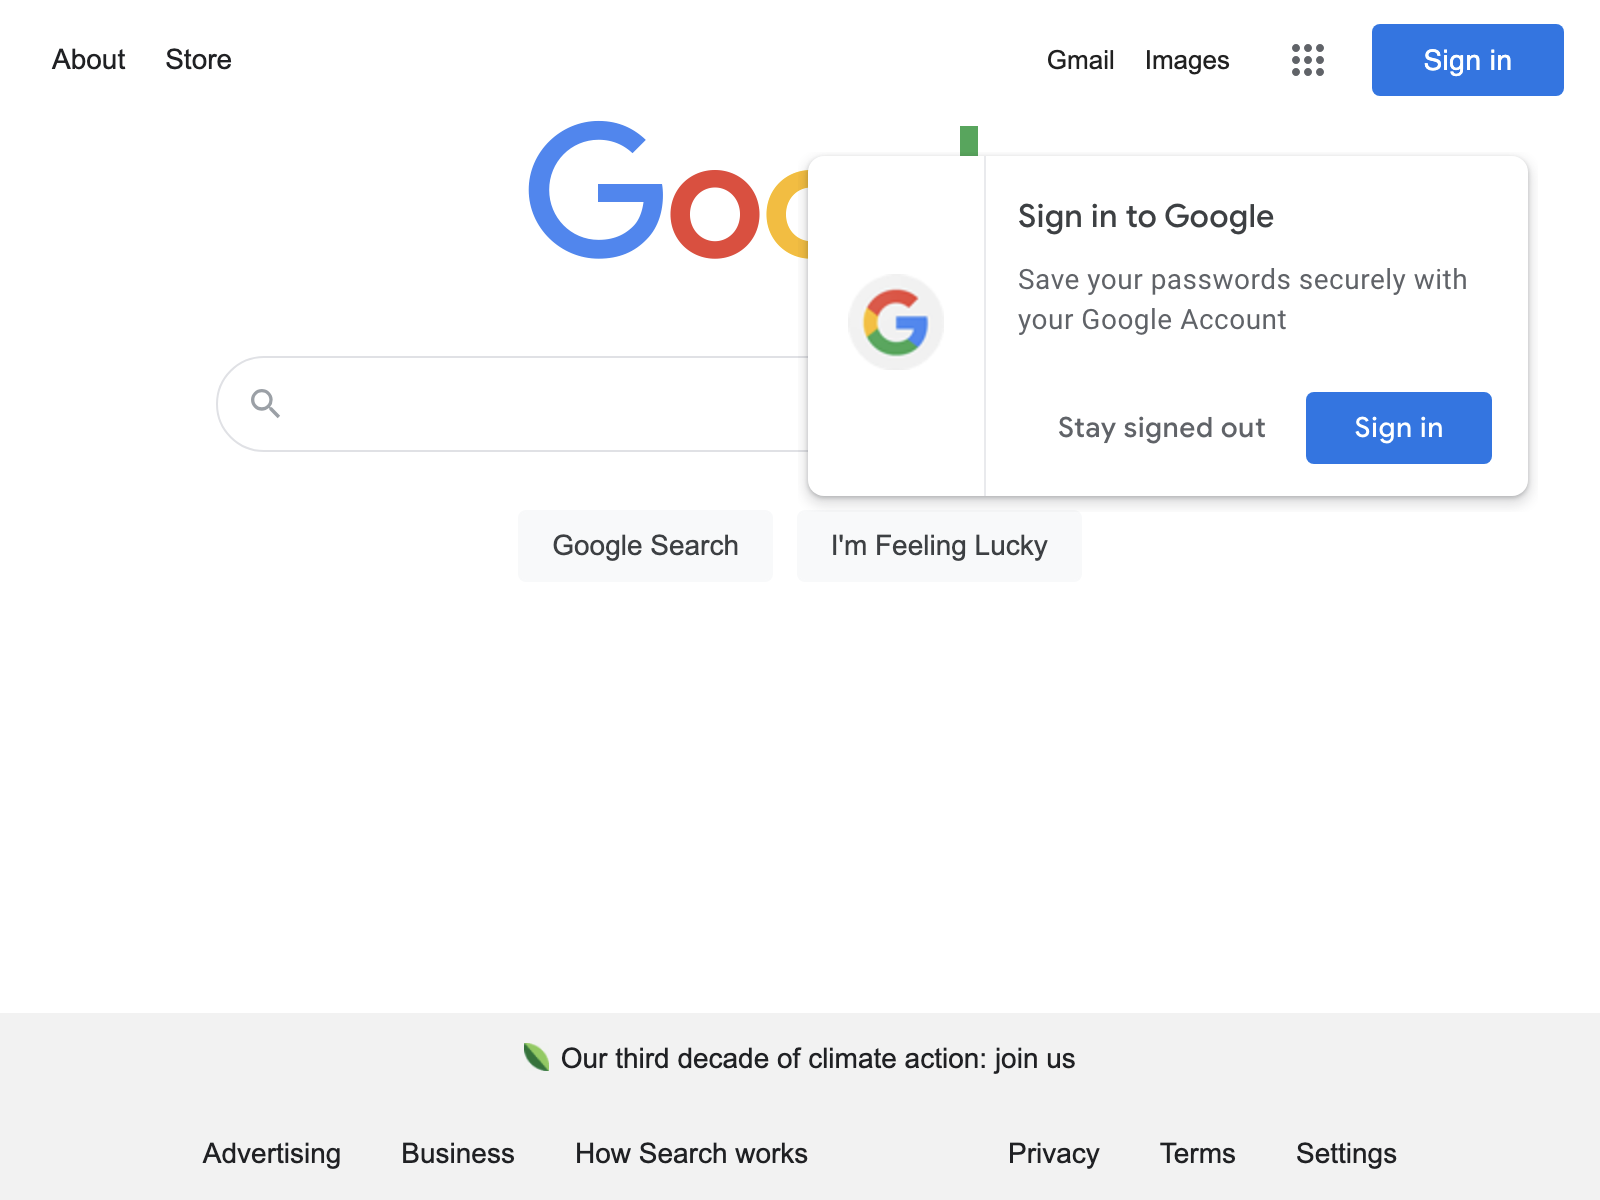 About Store Gmail Images Sign in
Goo
Sign in to Google
Save your passwords securely with
your Google Account
Stay signed out Sign in
Google Search I'm Feeling Lucky
Our third decade of climate action: join us
Advertising Business How Search works Privacy Terms Settings